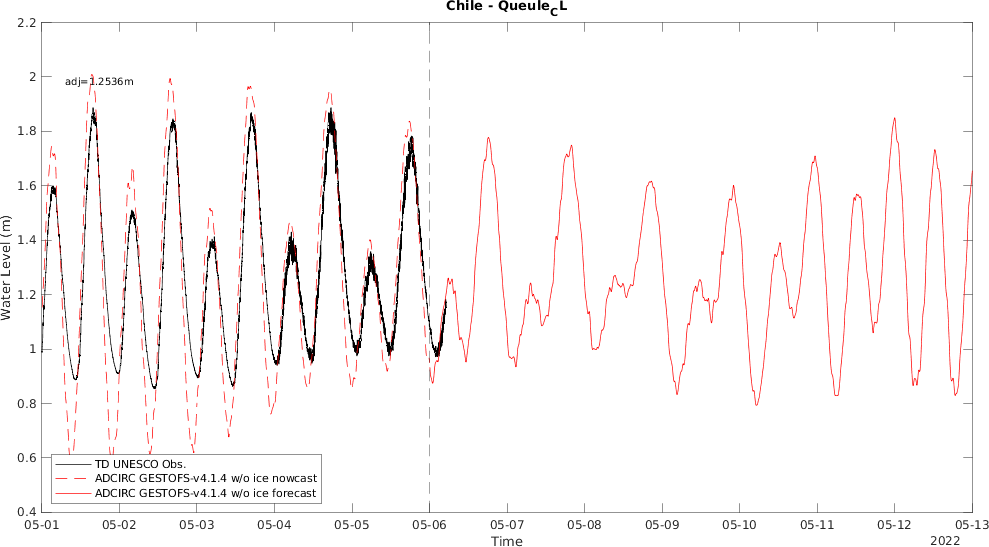 Chile - Queule_CL
2.2
2
1.8
1.6
1.4
1.2
1
0.8
0.6
0.4
Water Level (m)
adj=1.2536m
TD UNESCO Obs.
ADCIRC GESTOFS-v4.1.4 w/o ice nowcast
ADCIRC GESTOFS-v4.1.4 w/o ice forecast
05-01 05-02 05-03 05-04 05-05 05-06 05-07 05-08 05-09 05-10 05-11 05-12 05-13
Time
2022